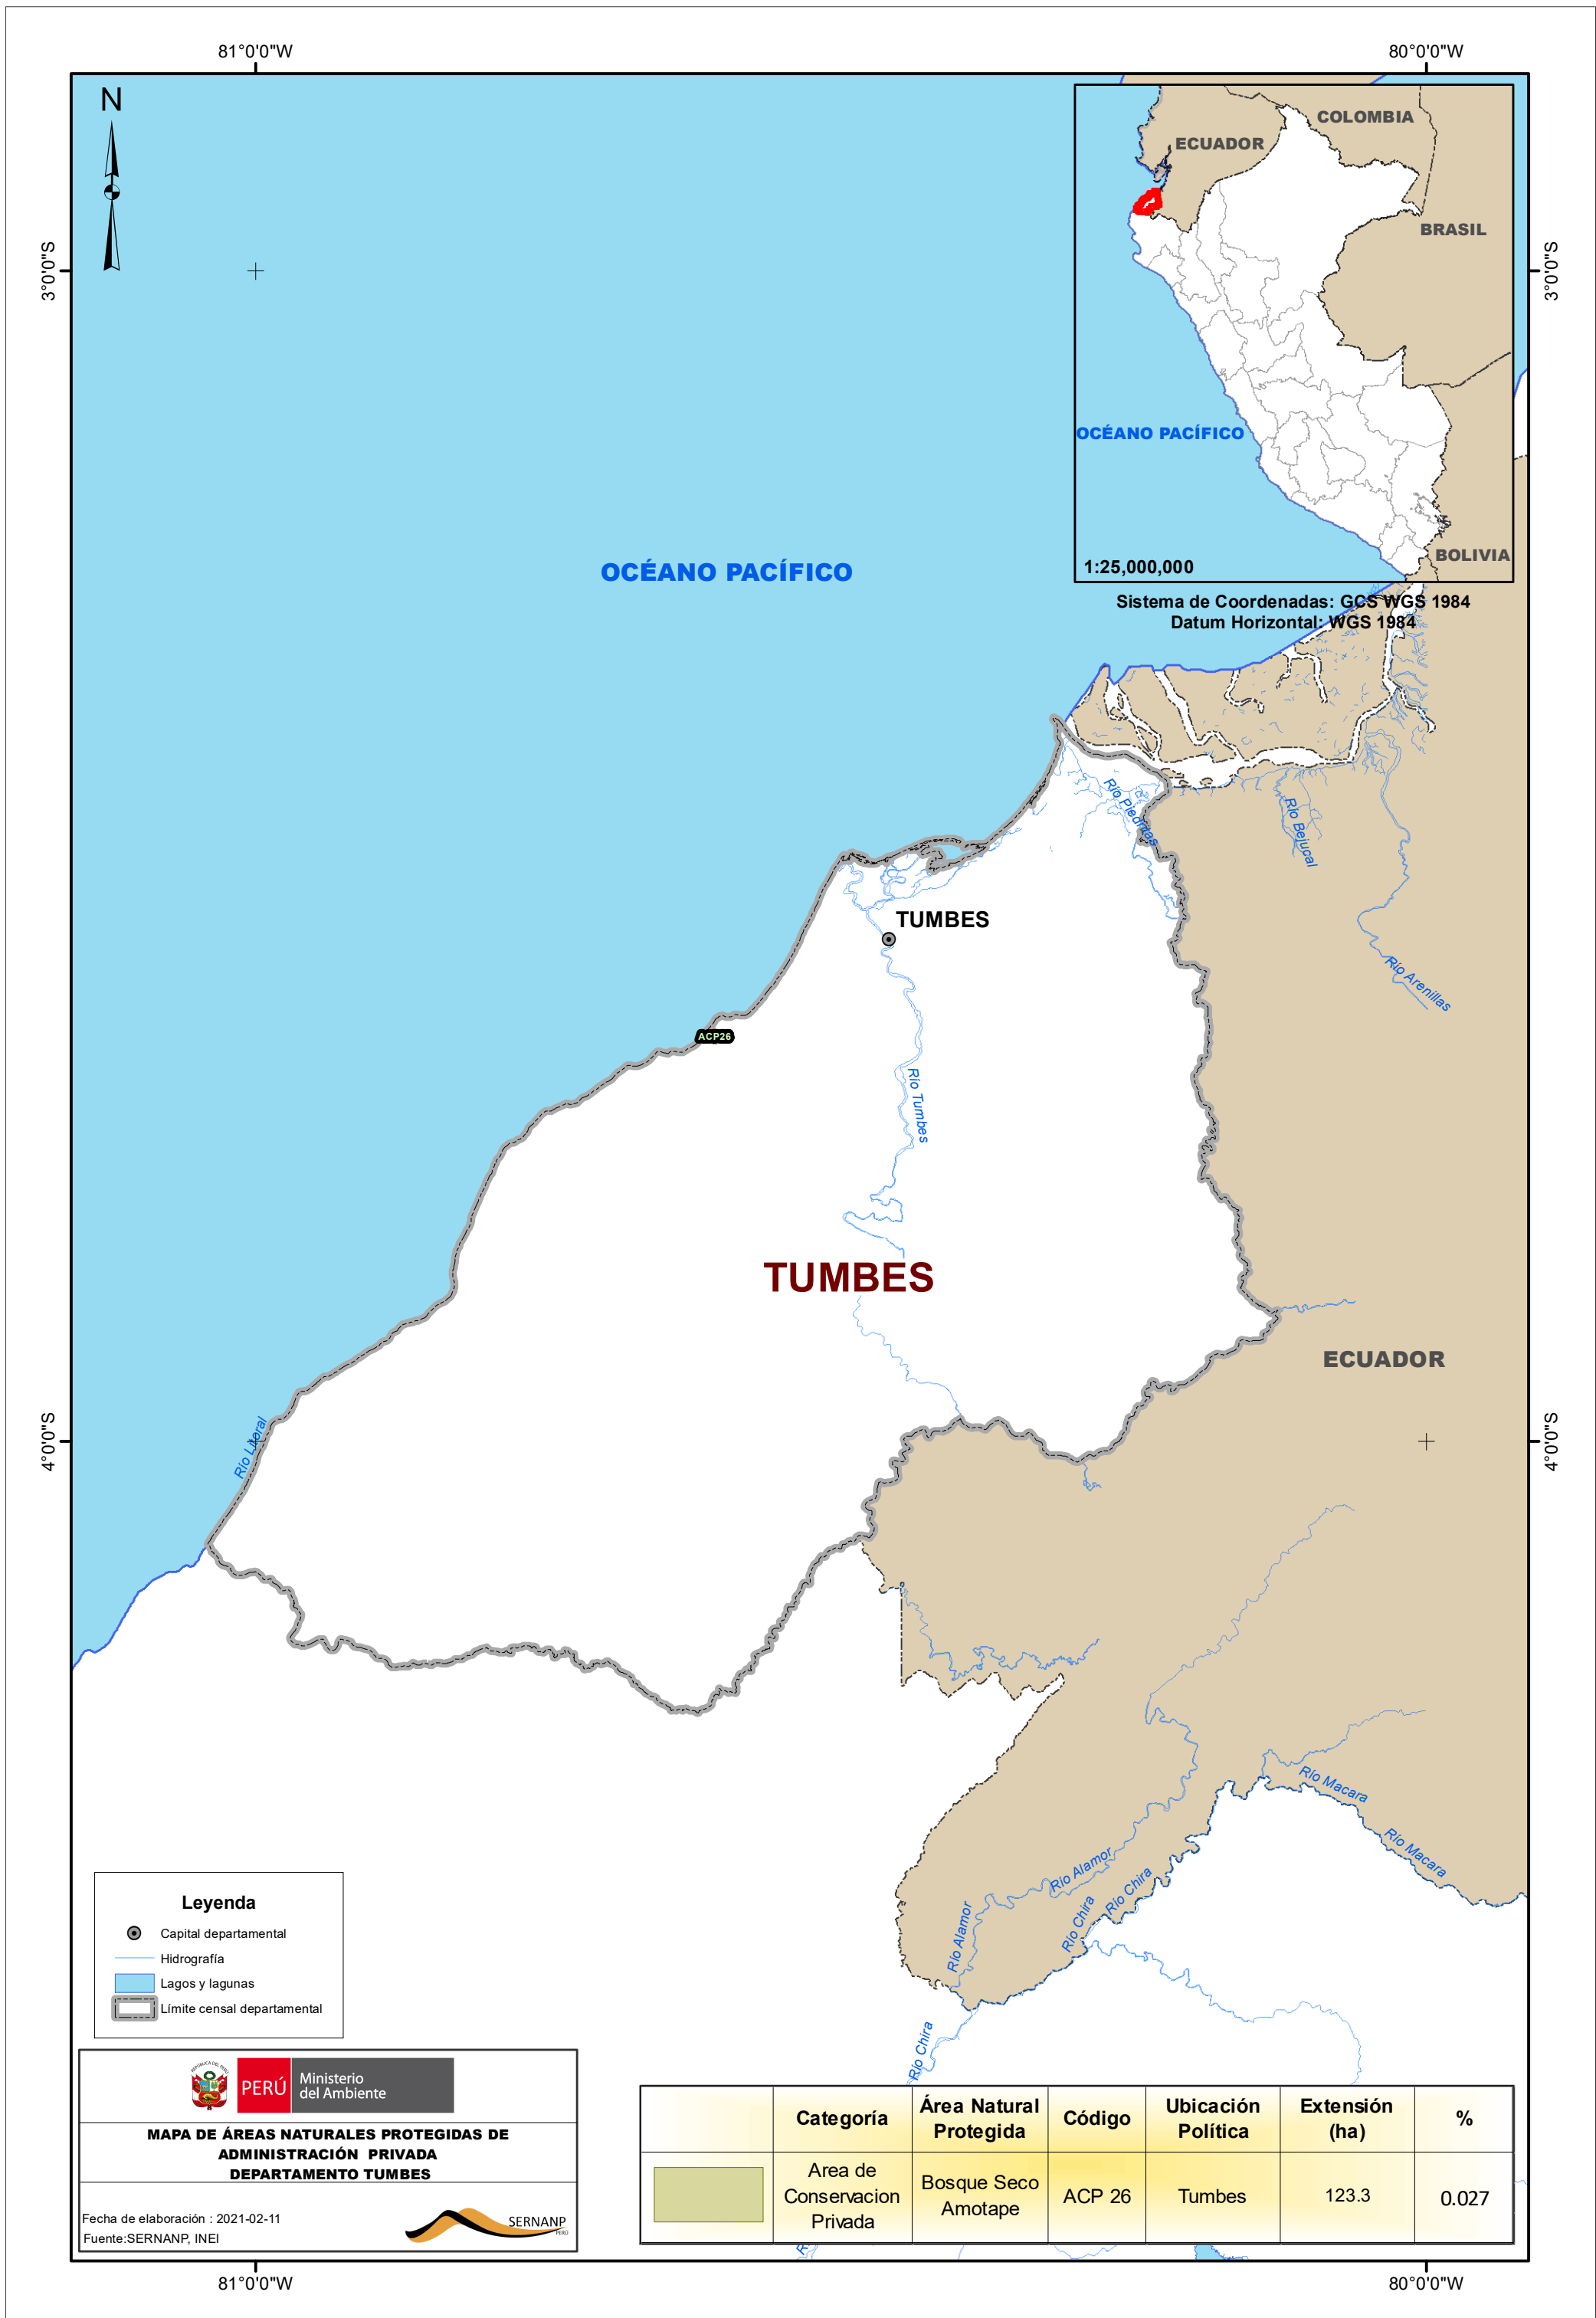 81°0'0"W
80°0'0"W
N
3°0'0"S
3°0'0"S
COLOMBIA
ECUADOR
BRASIL
OCÉANO PACÍFICO
BOLIVIA
1:25,000,000
Sistema de Coordenadas: GCS WGS 1984
Datum Horizontal: WGS 1984
OCÉANO PACÍFICO
Río Piedritas
Río Bejucal
TUMBES
Río Arenillas
ACP26
Río Tumbes
TUMBES
ECUADOR
4°0'0"S
4°0'0"S
Río
Río Macara
Río Macara
Río Alamor
Río Chira
Río Chira
Río Alamor
Río Chira
Leyenda
Capital departamental
Hidrografía
Lagos y lagunas
Límite censal departamental
REPÚBLICA DEL PERÚ
PERÚ
Ministerio
del Ambiente
MAPA DE ÁREAS NATURALES PROTEGIDAS DE
ADMINISTRACIÓN PRIVADA
DEPARTAMENTO TUMBES
Fecha de elaboración : 2021-02-11
Fuente:SERNANP, INEI
SERNANP
PERÚ
Categoría
Área Natural
Protegida
Código
Ubicación
Política
Extensión
(ha)
%
Area de
Conservacion
Privada
Bosque Seco
Amotape
ACP 26
Tumbes
123.3
0.027
81°0'0"W
80°0'0"W